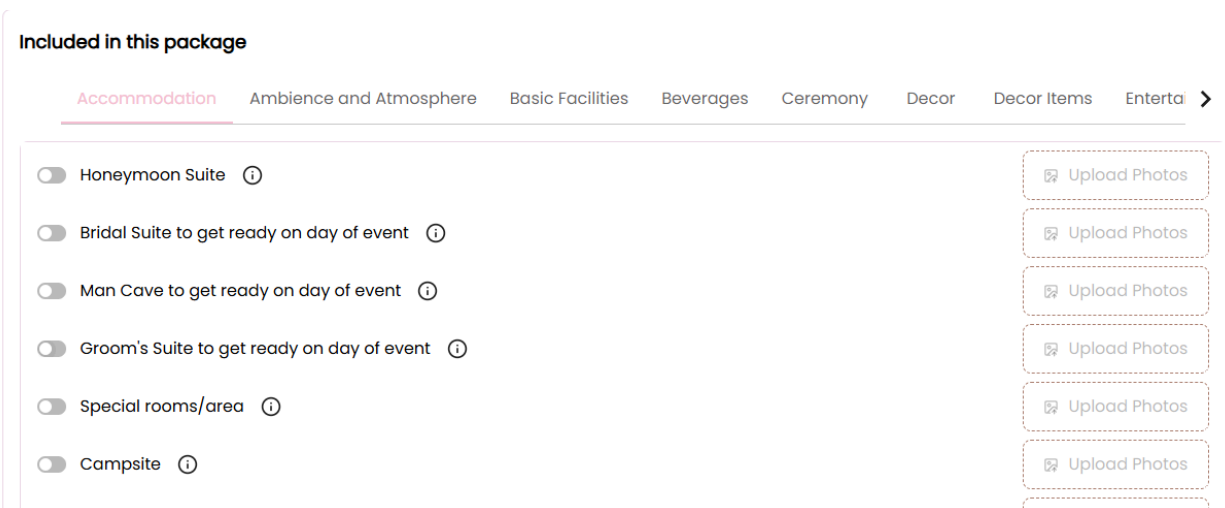 Included in this package
Accommodation Ambience and Atmosphere Basic Facilities Beverages Ceremony Decor Decor Items
Honeymoon Suite Upload Photos
Bridal Suite to get ready on day of event Upload Photos
Man Cave to get ready on day of event Upload Photos
Groom's Suite to get ready on day of event Upload Photos
Special rooms/area Upload Photos
Campsite Upload Photos